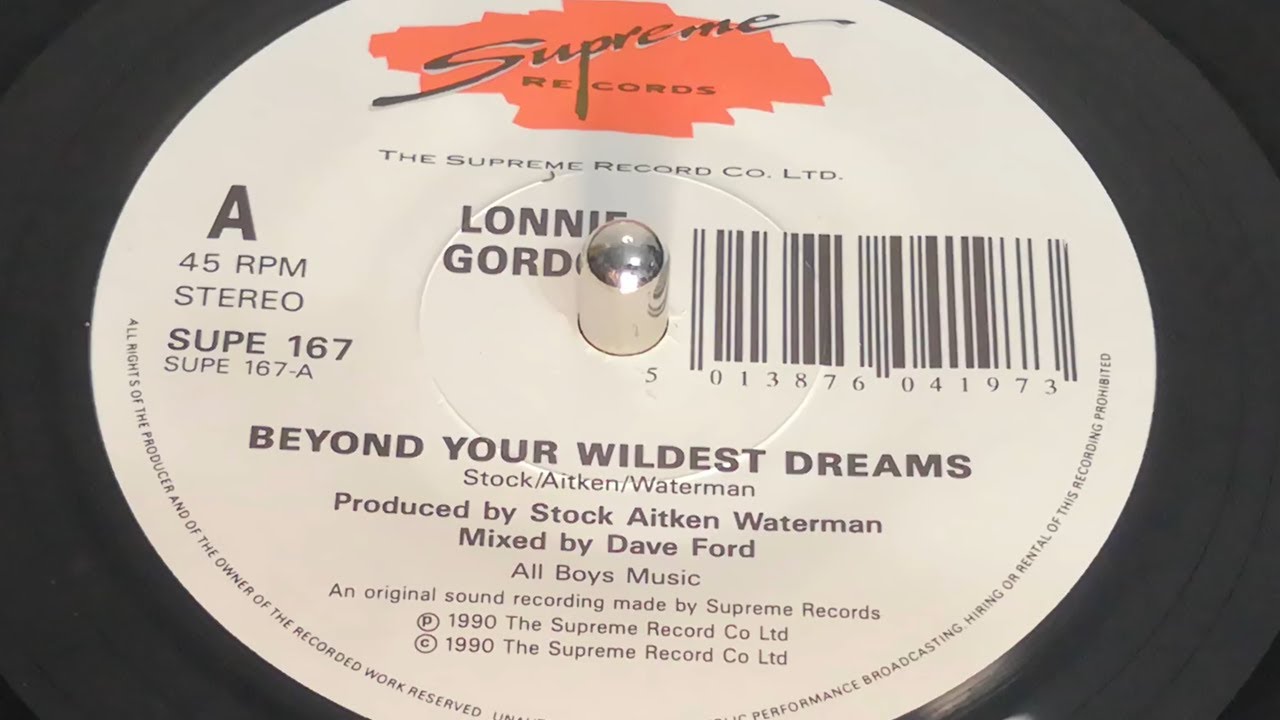 Supreme
RECORDS
THE SUPREME RECORD CO. LTD.
A
45 RPM
STEREO
SUPE 167
SUPE 167-A
LONNIE
GORDO
5 013876 041973
BEYOND YOUR WILDEST DREAMS
Stock/Aitken/Waterman
Produced by Stock Aitken Waterman
Mixed by Dave Ford
All Boys Music
An original sound recording made by Supreme Records
℗ 1990 The Supreme Record Co Ltd
© 1990 The Supreme Record Co Ltd
ALL RIGHTS OF THE PRODUCER AND OF THE OWNER OF THE RECORDED WORK RESERVED
PERFORMANCE BROADCASTING, HIRING OR RENTAL OF THIS RECORDING PROHIBITED